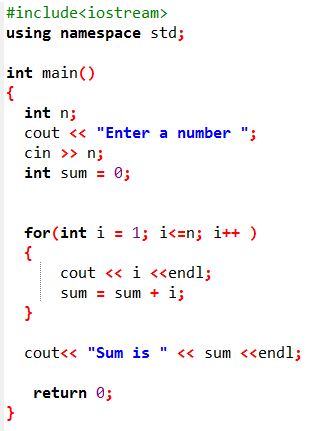 #include<iostream>
using namespace std;
int main()
{
int n;
cout << "Enter a number ";
cin >> n;
int sum = 0;
for(int i = 1; i<=n; i++ )
{
cout << i <<endl;
sum = sum + i;
}
cout<< "Sum is " << sum <<endl;
return 0;
}